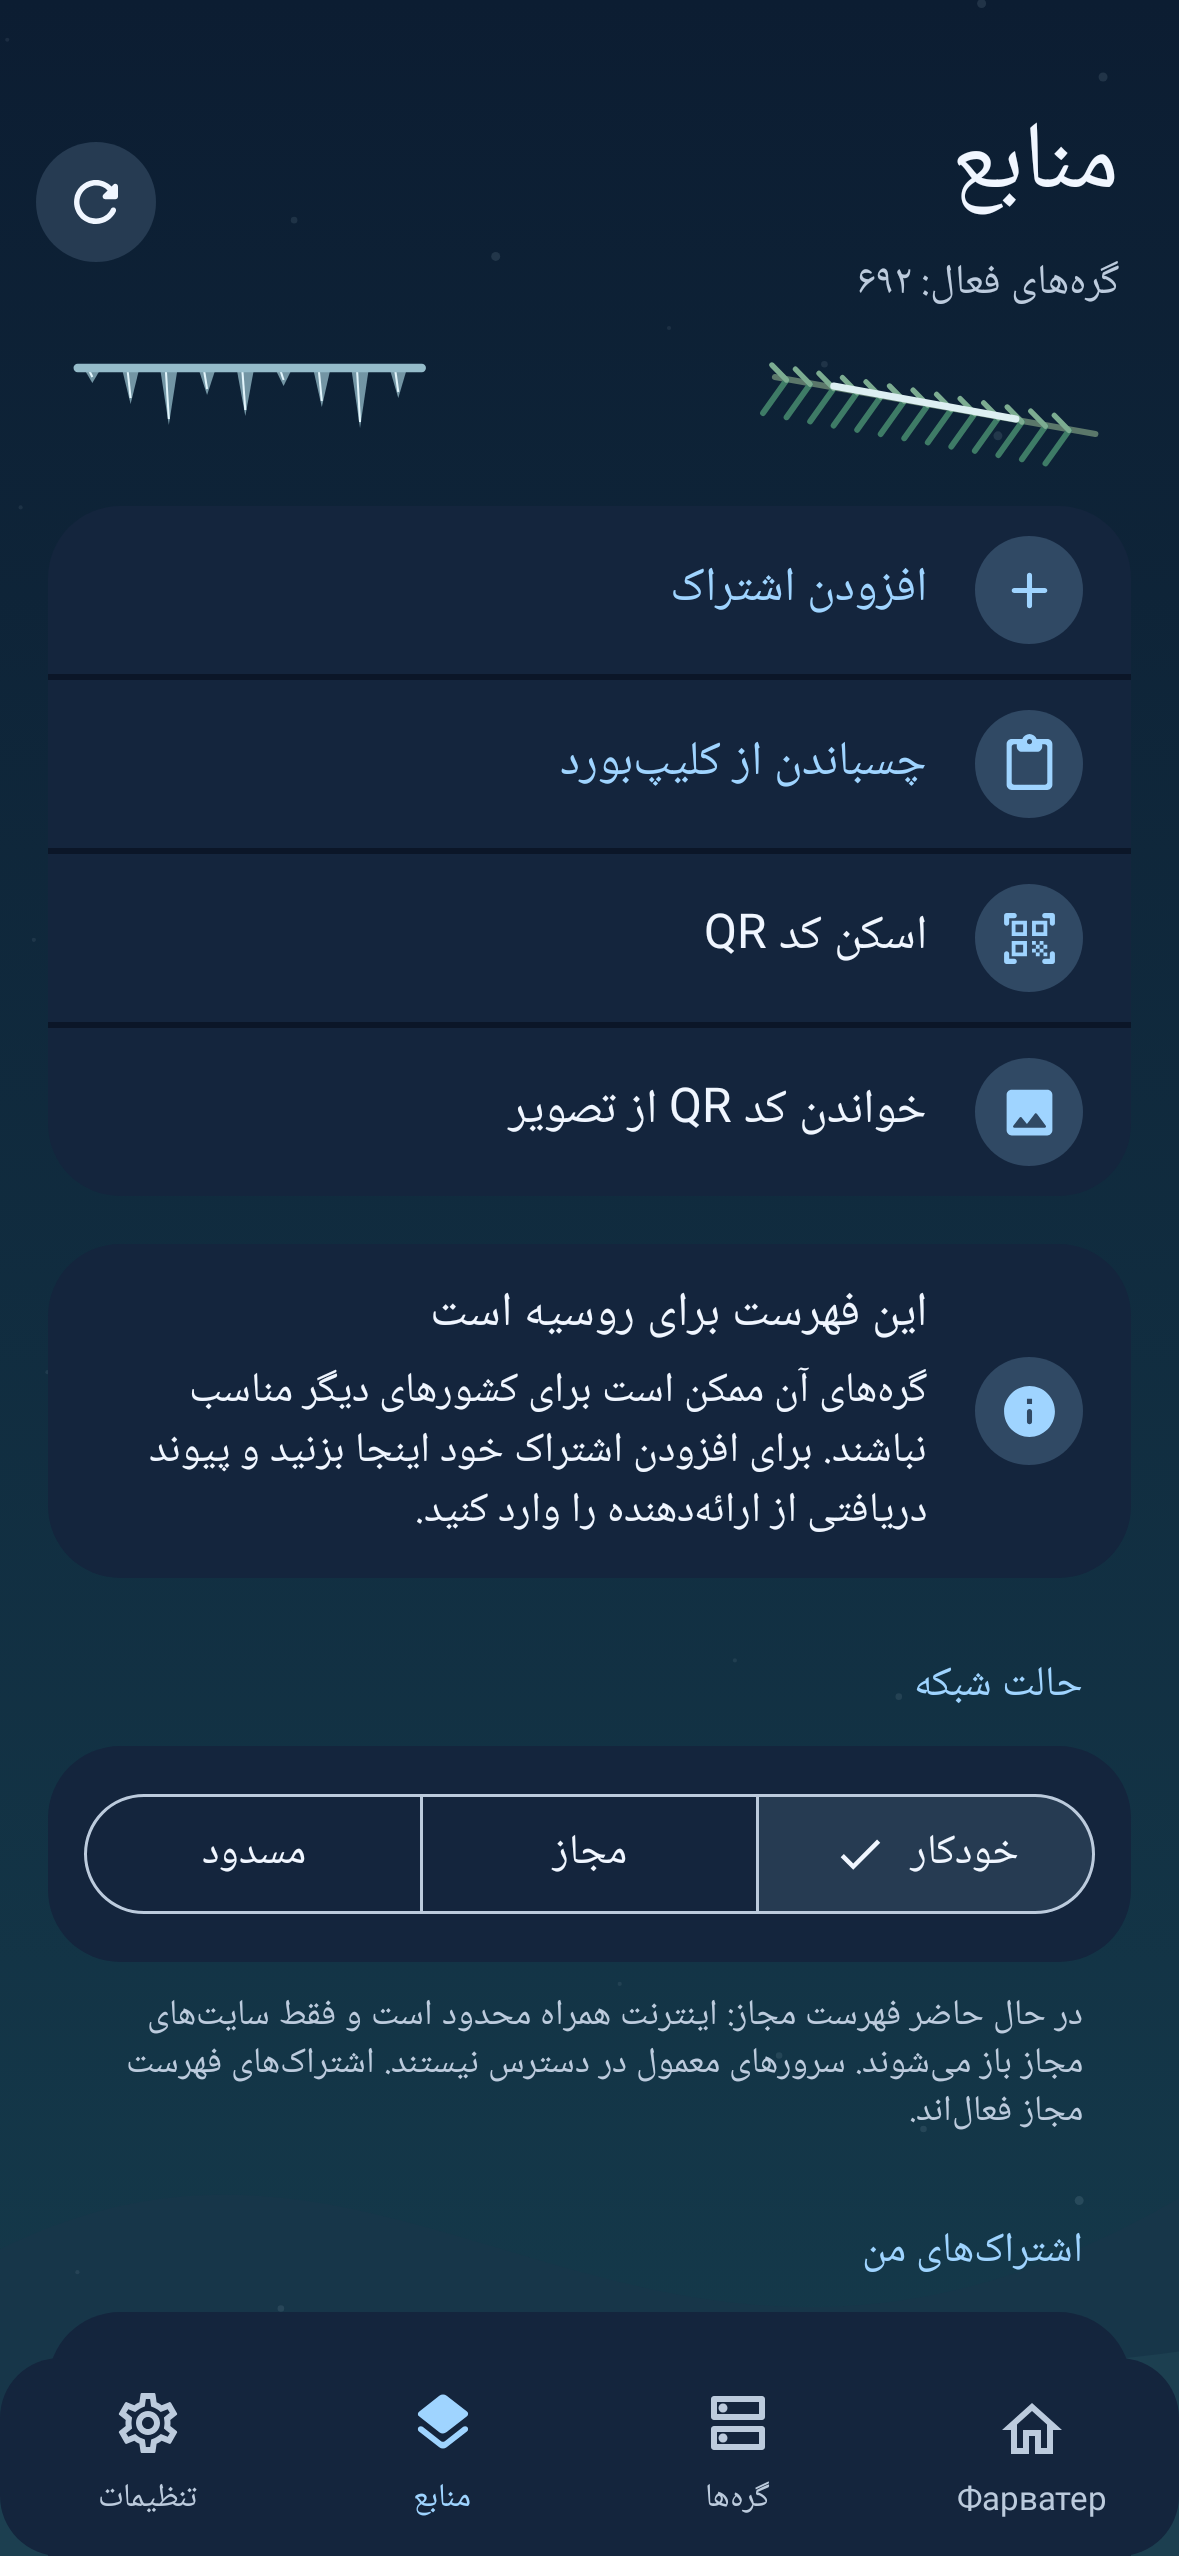 منابع
گره‌های فعال: ۶۹۲
افزودن اشتراک
چسباندن از کلیپ‌بورد
اسکن کد QR
خواندن کد QR از تصویر
این فهرست برای روسیه است
گره‌های آن ممکن است برای کشورهای دیگر مناسب
نباشند. برای افزودن اشتراک خود اینجا بزنید و پیوند
دریافتی از ارائه‌دهنده را وارد کنید.
حالت شبکه
خودکار
مجاز
مسدود
در حال حاضر فهرست مجاز: اینترنت همراه محدود است و فقط سایت‌های
مجاز باز می‌شوند. سرورهای معمول در دسترس نیستند. اشتراک‌های فهرست
مجاز فعال‌اند.
اشتراک‌های من
Фарватер
گره‌ها
منابع
تنظیمات